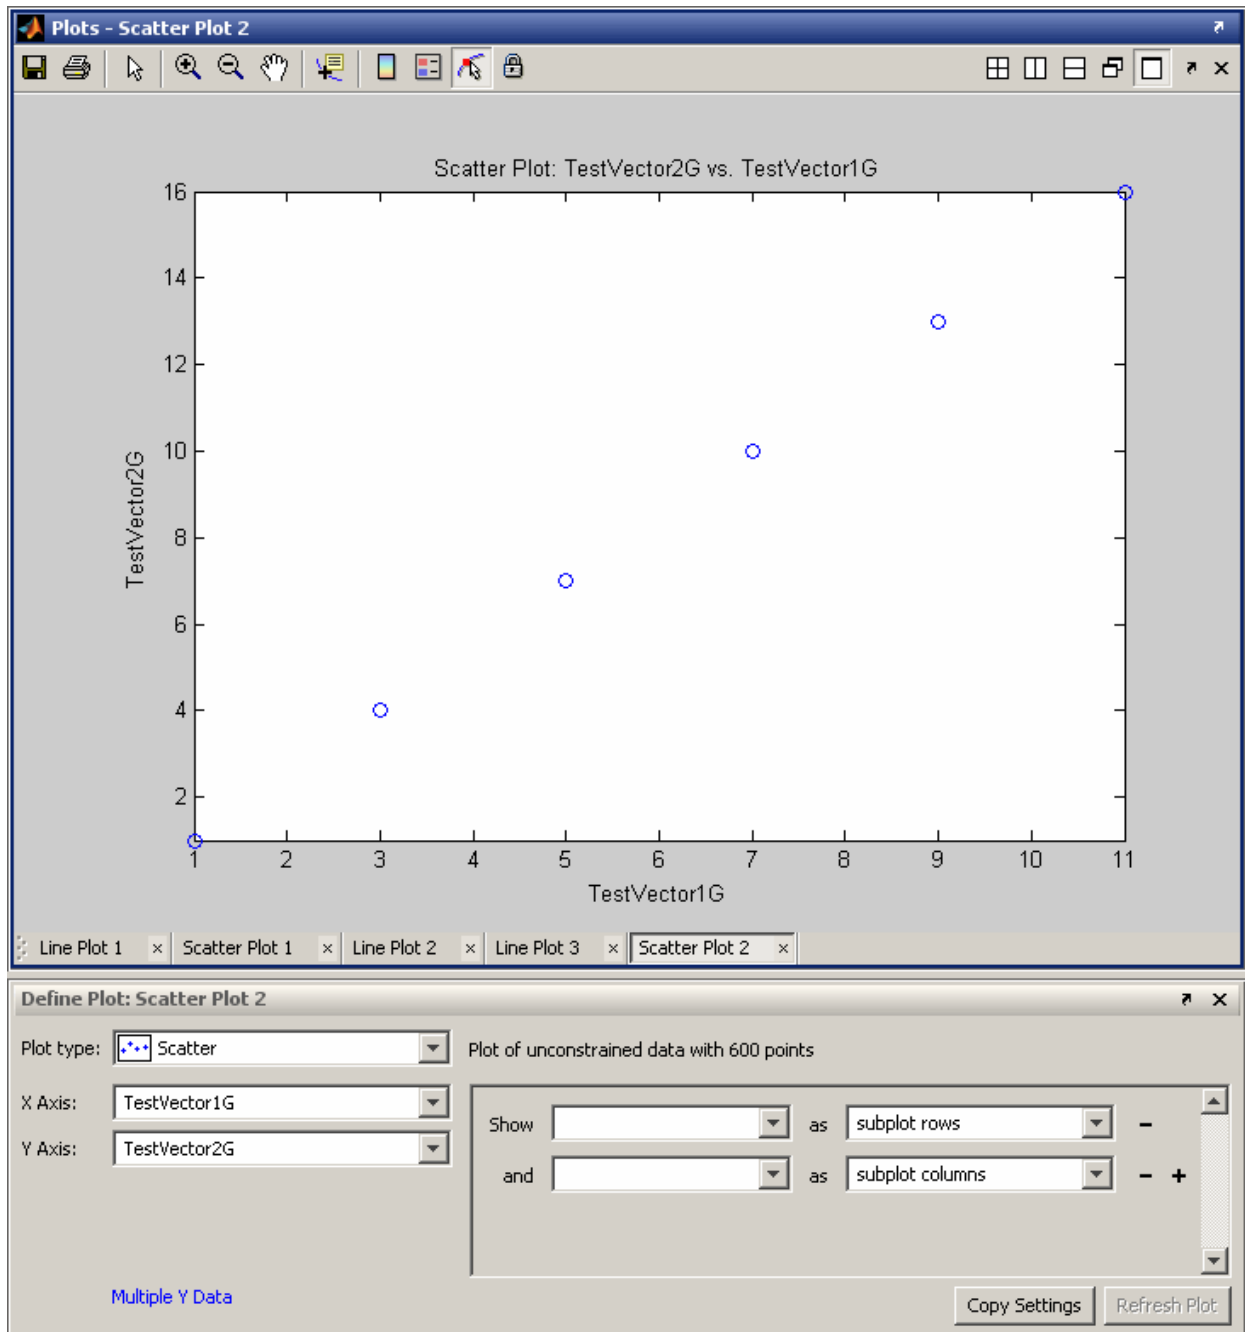 Plots - Scatter Plot 2
Scatter Plot: TestVector2G vs. TestVector1G
16
14
12
10
8
6
4
2
TestVector2G
1 2 3 4 5 6 7 8 9 10 11
TestVector1G
Line Plot 1 × Scatter Plot 1 × Line Plot 2 × Line Plot 3 × Scatter Plot 2 ×
Define Plot: Scatter Plot 2
Plot type: Scatter
Plot of unconstrained data with 600 points
X Axis: TestVector1G
Y Axis: TestVector2G
Show as subplot rows -
and as subplot columns - +
Multiple Y Data
Copy Settings Refresh Plot